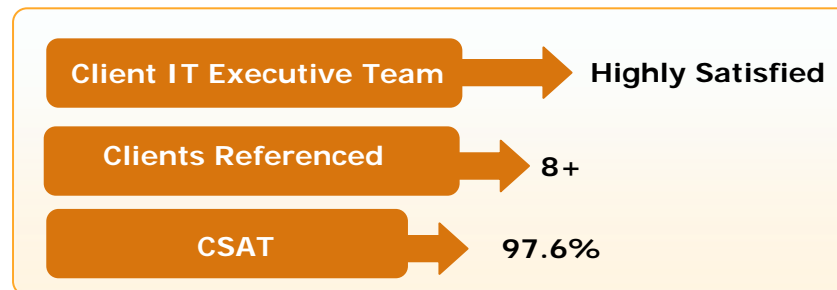 Client IT Executive Team Highly Satisfied
Clients Referenced 8+
CSAT 97.6%